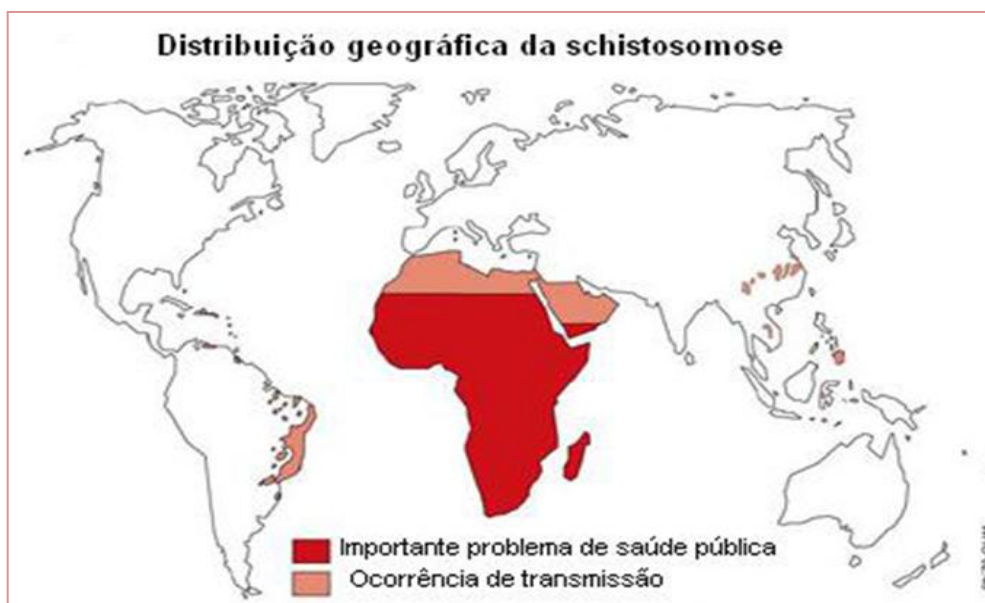 Distribuição geográfica da schistosomose
Importante problema de saúde pública
Ocorrência de transmissão